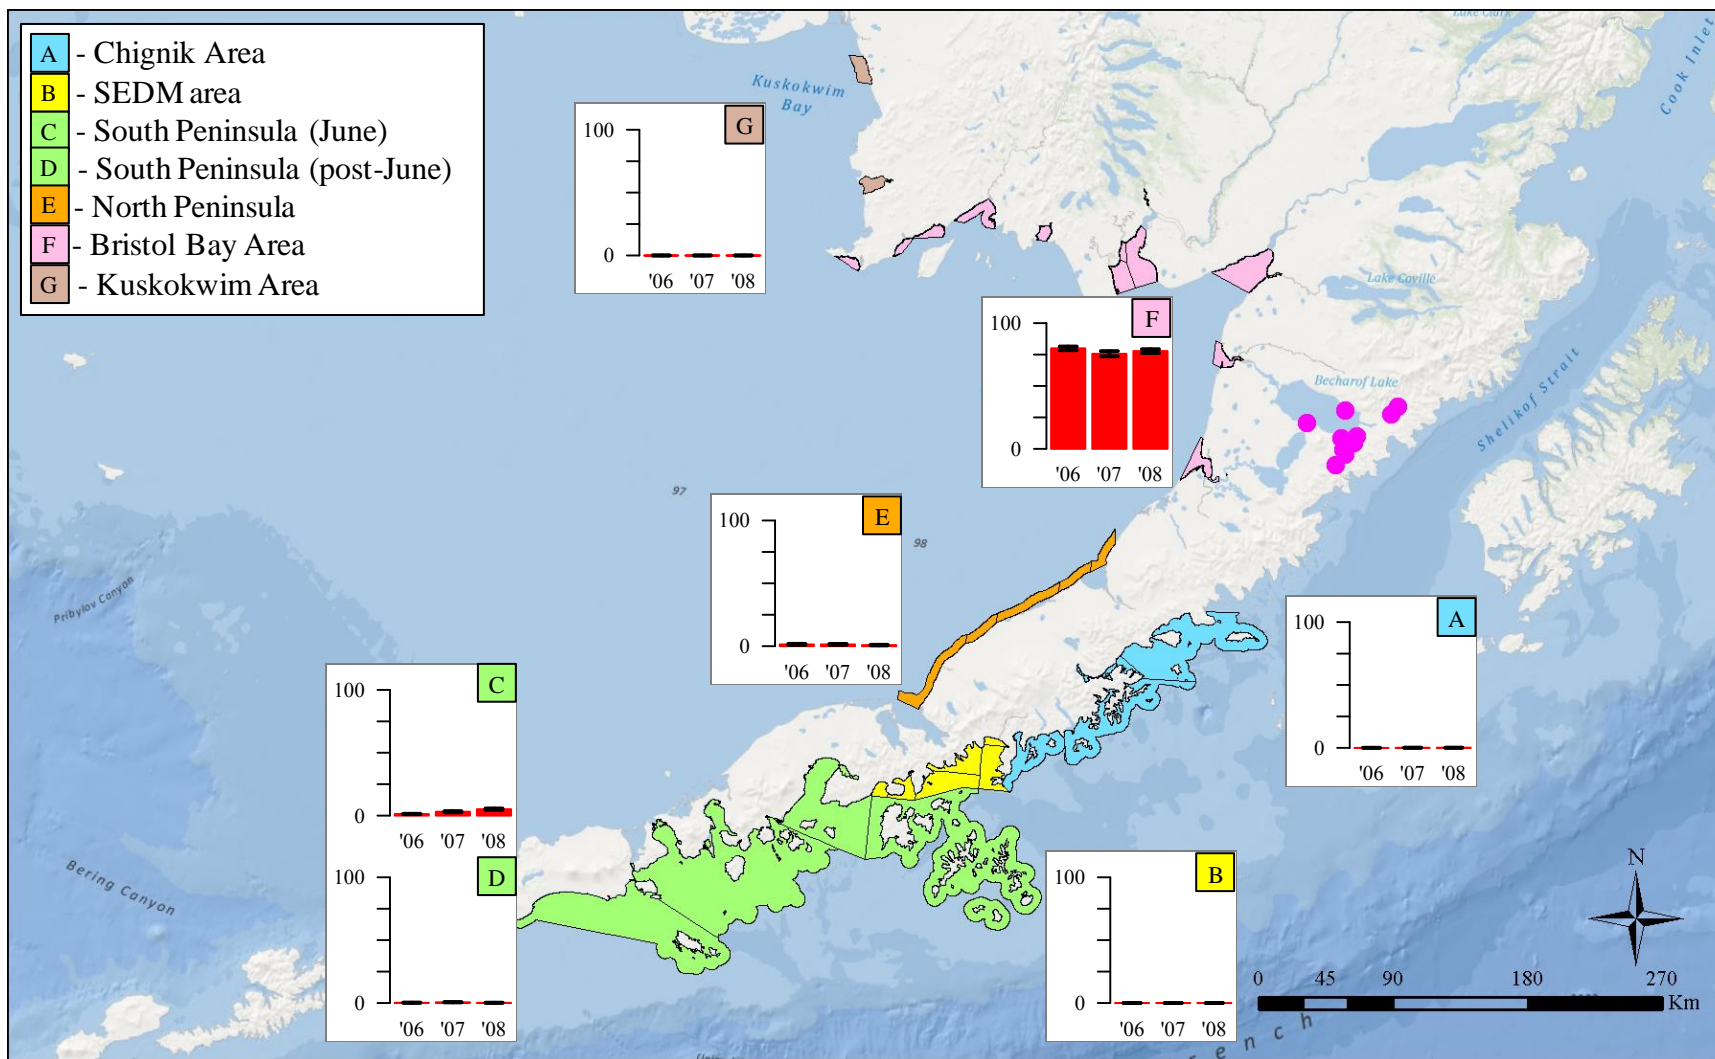 A - Chignik Area
B - SEDM area
C - South Peninsula (June)
D - South Peninsula (post-June)
E - North Peninsula
F - Bristol Bay Area
G - Kuskokwim Area
Lake Clark
Cook Inlet
Kuskokwim
Bay
G
100
0
'06 '07 '08
Lake Coville
F
100
0
'06 '07 '08
Becharof Lake
Shelikof Strait
97
98
E
100
0
'06 '07 '08
Pribylov Canyon
A
100
0
'06 '07 '08
C
100
0
'06 '07 '08
Bering Canyon
D
100
0
'06 '07 '08
B
100
0
'06 '07 '08
N
0 45 90 180 270
Km
rench